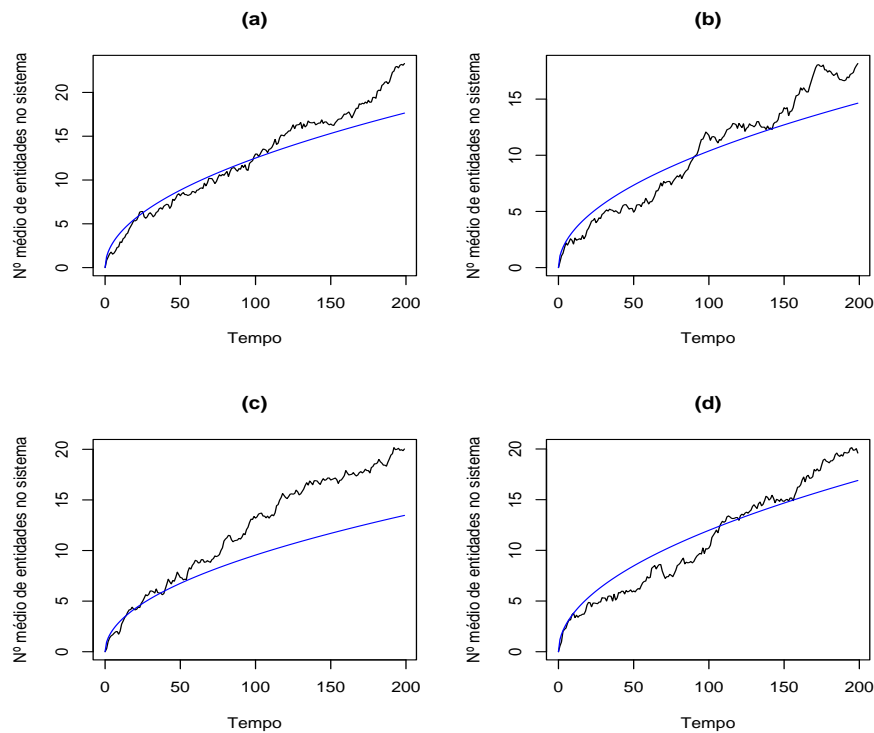 (a)
Nº médio de entidades no sistema
0 5 10 15 20
0 50 100 150 200
Tempo
(b)
Nº médio de entidades no sistema
0 5 10 15
0 50 100 150 200
Tempo
(c)
Nº médio de entidades no sistema
0 5 10 15 20
0 50 100 150 200
Tempo
(d)
Nº médio de entidades no sistema
0 5 10 15 20
0 50 100 150 200
Tempo